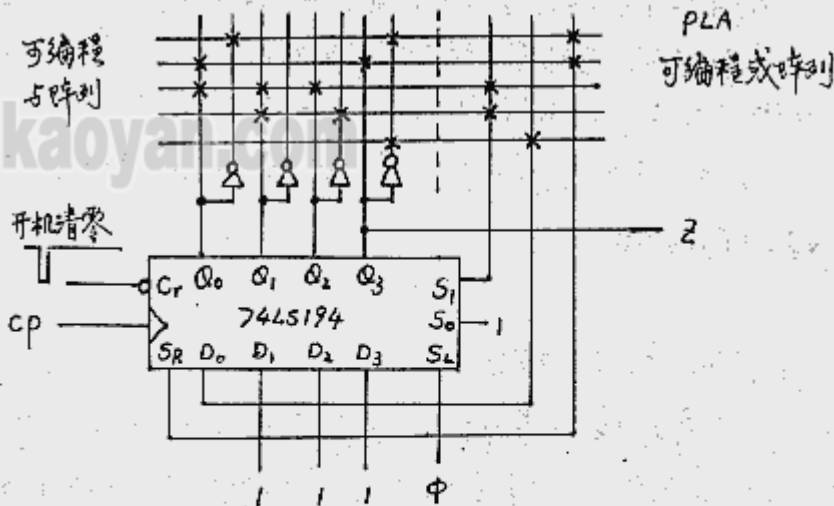 PLA
可编程
与阵列
可编程或阵列
kaoyan.com
开机清零
Z
Cr Q0 Q1 Q2 Q3 S1
CP
74LS194
S0
1
SR D0 D1 D2 D3 SL
1 1 1 Φ